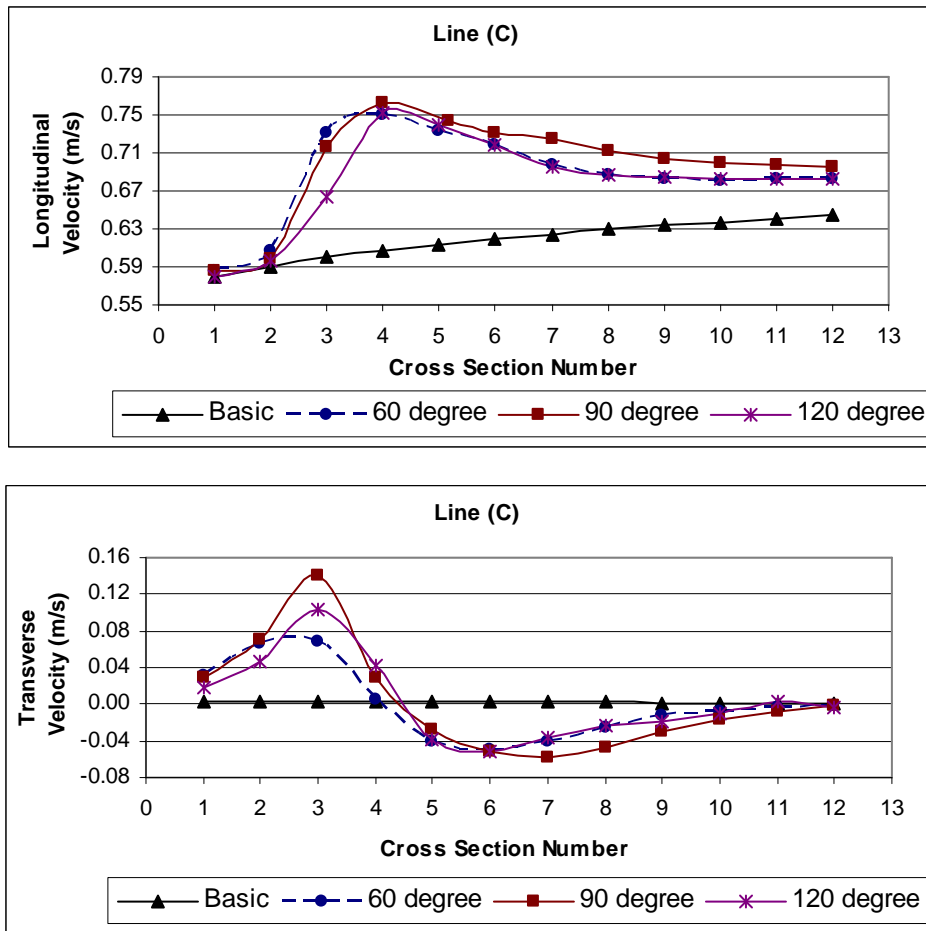 Line (C)
Longitudinal
Velocity (m/s)
0.79
0.75
0.71
0.67
0.63
0.59
0.55
0 1 2 3 4 5 6 7 8 9 10 11 12 13
Cross Section Number
Basic 60 degree 90 degree 120 degree
Line (C)
Transverse
Velocity (m/s)
0.16
0.12
0.08
0.04
0.00
-0.04
-0.08
0 1 2 3 4 5 6 7 8 9 10 11 12 13
Cross Section Number
Basic 60 degree 90 degree 120 degree